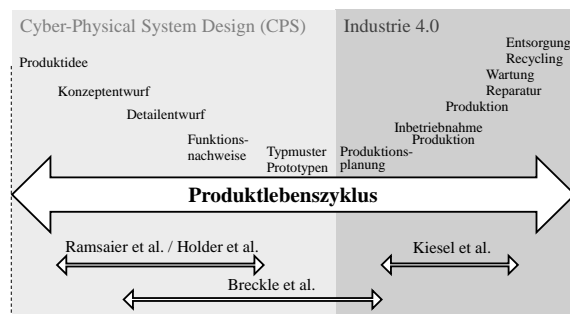 Cyber-Physical System Design (CPS)
Industrie 4.0
Produktidee
Konzeptentwurf
Detailentwurf
Funktions-
nachweise
Typmuster
Prototypen
Produktions-
planung
Inbetriebnahme
Produktion
Produktion
Wartung
Reparatur
Entsorgung
Recycling
Produktlebenszyklus
Ramsaier et al. / Holder et al.
Kiesel et al.
Breckle et al.